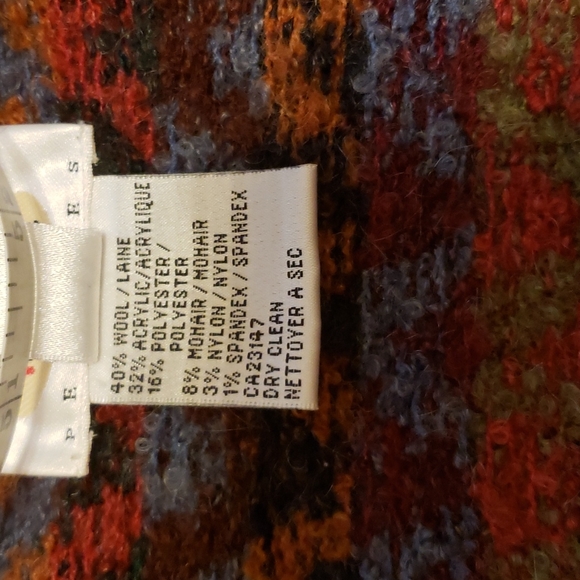 40% WOOL / LAINE
32% ACRYLIC/ACRYLIQUE
16% POLYESTER /
POLYESTER
8% MOHAIR / MOHAIR
3% NYLON / NYLON
1% SPANDEX / SPANDEX
CA23147
DRY CLEAN
NETTOYER A SEC